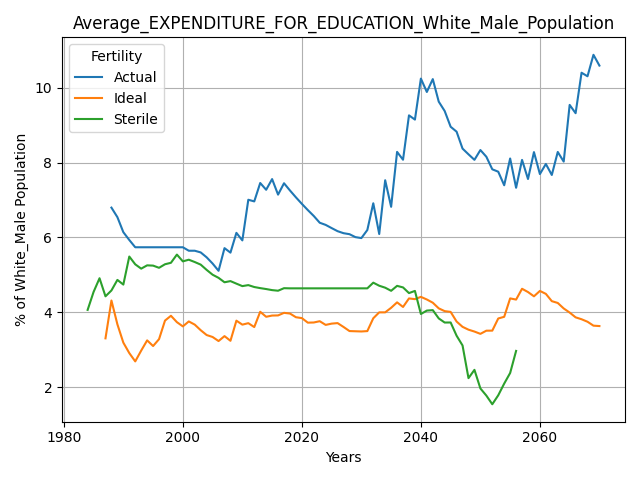 Average_EXPENDITURE_FOR_EDUCATION_White_Male_Population
Fertility
Actual
Ideal
Sterile
% of White_Male Population
10
8
6
4
2
1980
2000
2020
2040
2060
Years